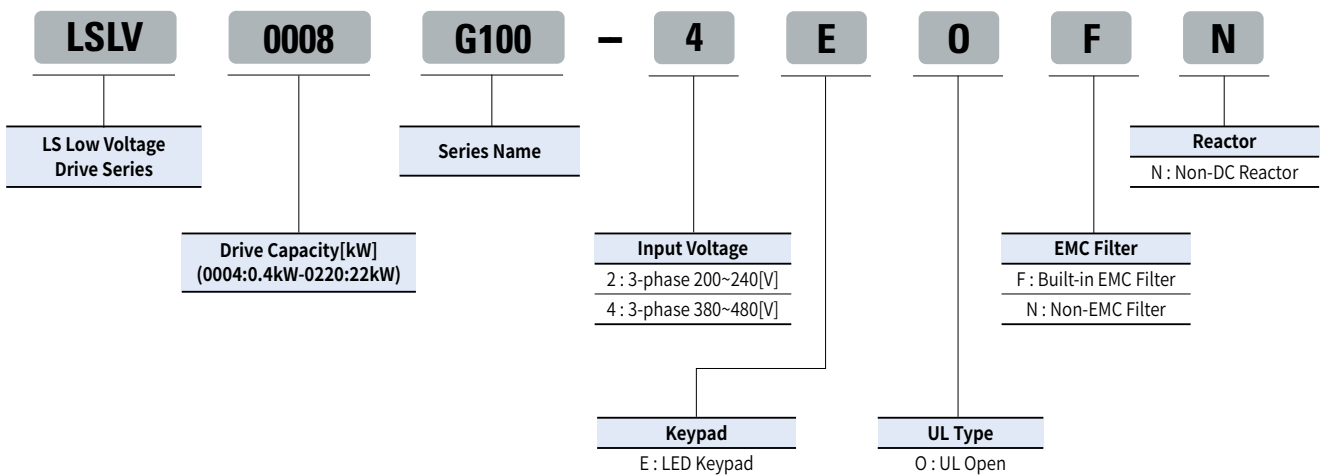 LSLV 0008 G100 – 4 E O F N
LS Low Voltage
Drive Series
Series Name
Reactor
N : Non-DC Reactor
Drive Capacity[kW]
(0004:0.4kW-0220:22kW)
Input Voltage
2 : 3-phase 200~240[V]
4 : 3-phase 380~480[V]
EMC Filter
F : Built-in EMC Filter
N : Non-EMC Filter
Keypad
E : LED Keypad
UL Type
O : UL Open